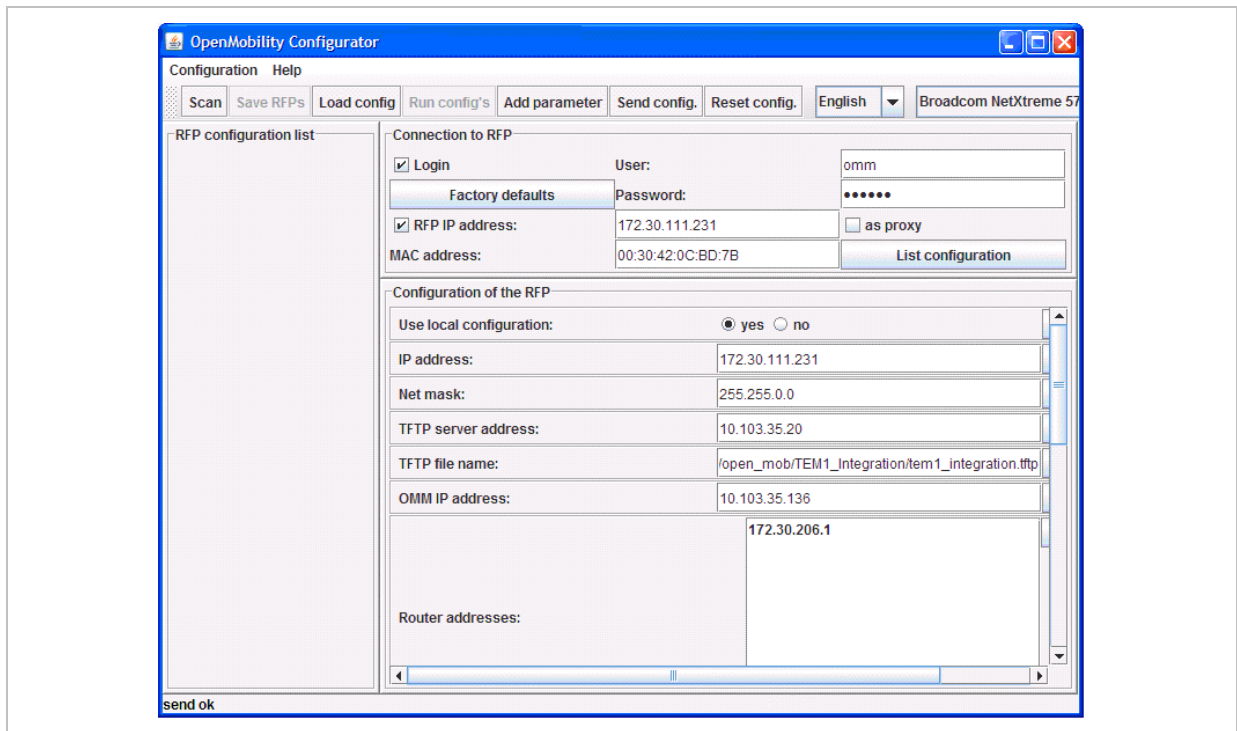 OpenMobility Configurator
Configuration Help
Scan Save RFPs Load config Run config's Add parameter Send config. Reset config. English Broadcom NetXtreme 57
RFP configuration list
Connection to RFP
Login User: omm
Factory defaults Password: ••••••
RFP IP address: 172.30.111.231 as proxy
MAC address: 00:30:42:0C:BD:7B List configuration
Configuration of the RFP
Use local configuration: yes no
IP address: 172.30.111.231
Net mask: 255.255.0.0
TFTP server address: 10.103.35.20
TFTP file name: /open_mob/TEM1_Integration/tem1_integration.tftp
OMM IP address: 10.103.35.136
172.30.206.1
Router addresses:
send ok